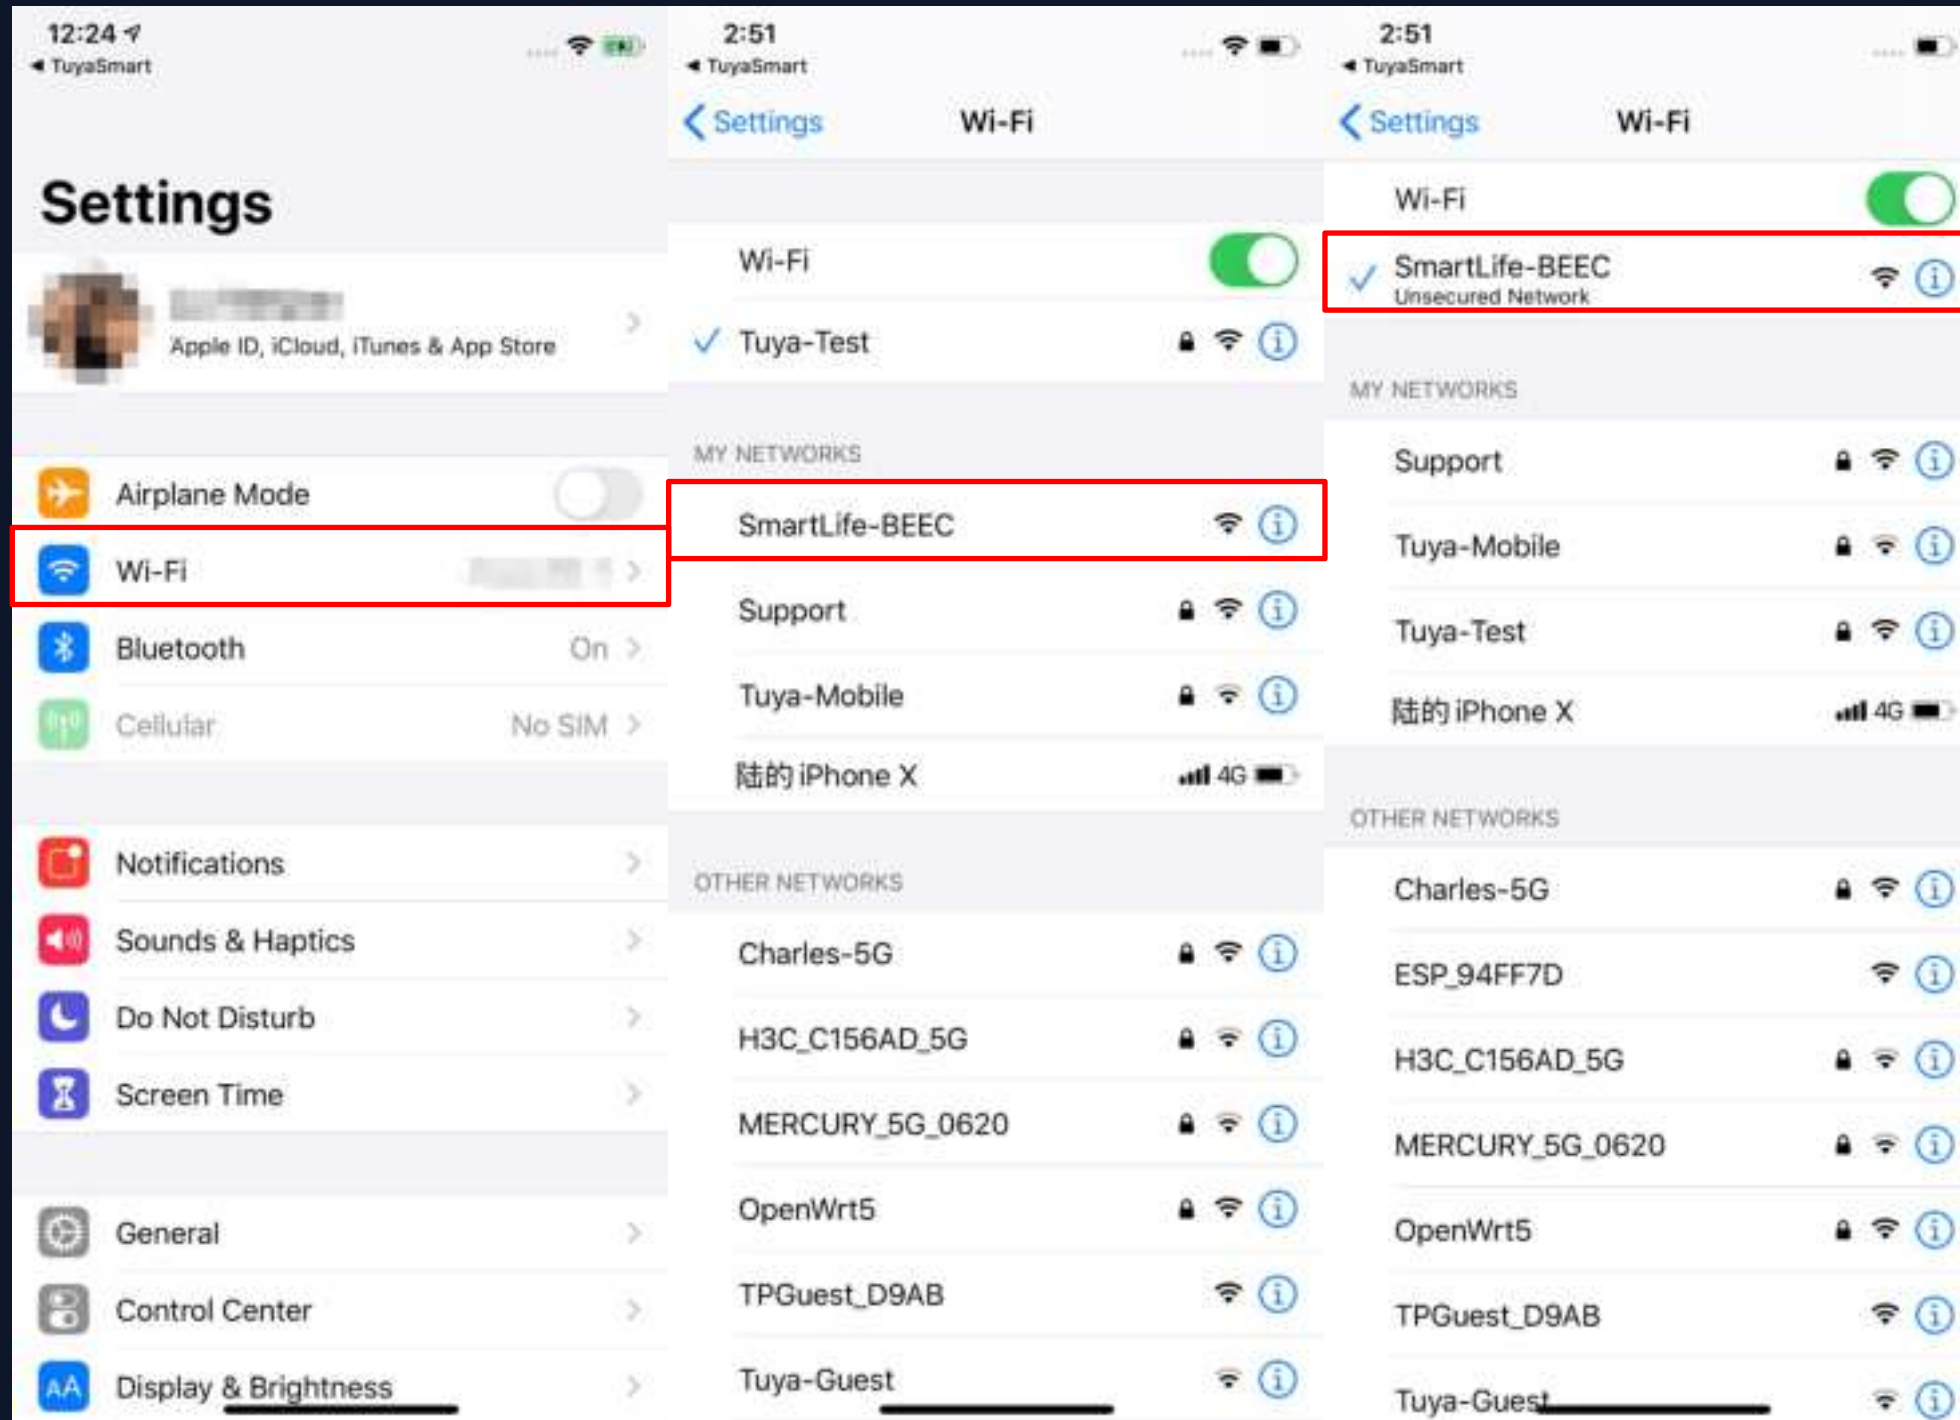 12:24
TuyaSmart
Settings
Apple ID, iCloud, iTunes & App Store
Airplane Mode
Wi-Fi
Bluetooth On
Cellular No SIM
Notifications
Sounds & Haptics
Do Not Disturb
Screen Time
General
Control Center
AA Display & Brightness
2:51
TuyaSmart
Settings Wi-Fi
Wi-Fi
Tuya-Test
MY NETWORKS
SmartLife-BEEC
Support
Tuya-Mobile
陆的 iPhone X 4G
OTHER NETWORKS
Charles-5G
H3C_C156AD_5G
MERCURY_5G_0620
OpenWrt5
TPGuest_D9AB
Tuya-Guest
2:51
TuyaSmart
Settings Wi-Fi
Wi-Fi
SmartLife-BEEC
Unsecured Network
MY NETWORKS
Support
Tuya-Mobile
Tuya-Test
陆的 iPhone X 4G
OTHER NETWORKS
Charles-5G
ESP_94FF7D
H3C_C156AD_5G
MERCURY_5G_0620
OpenWrt5
TPGuest_D9AB
Tuya-Guest